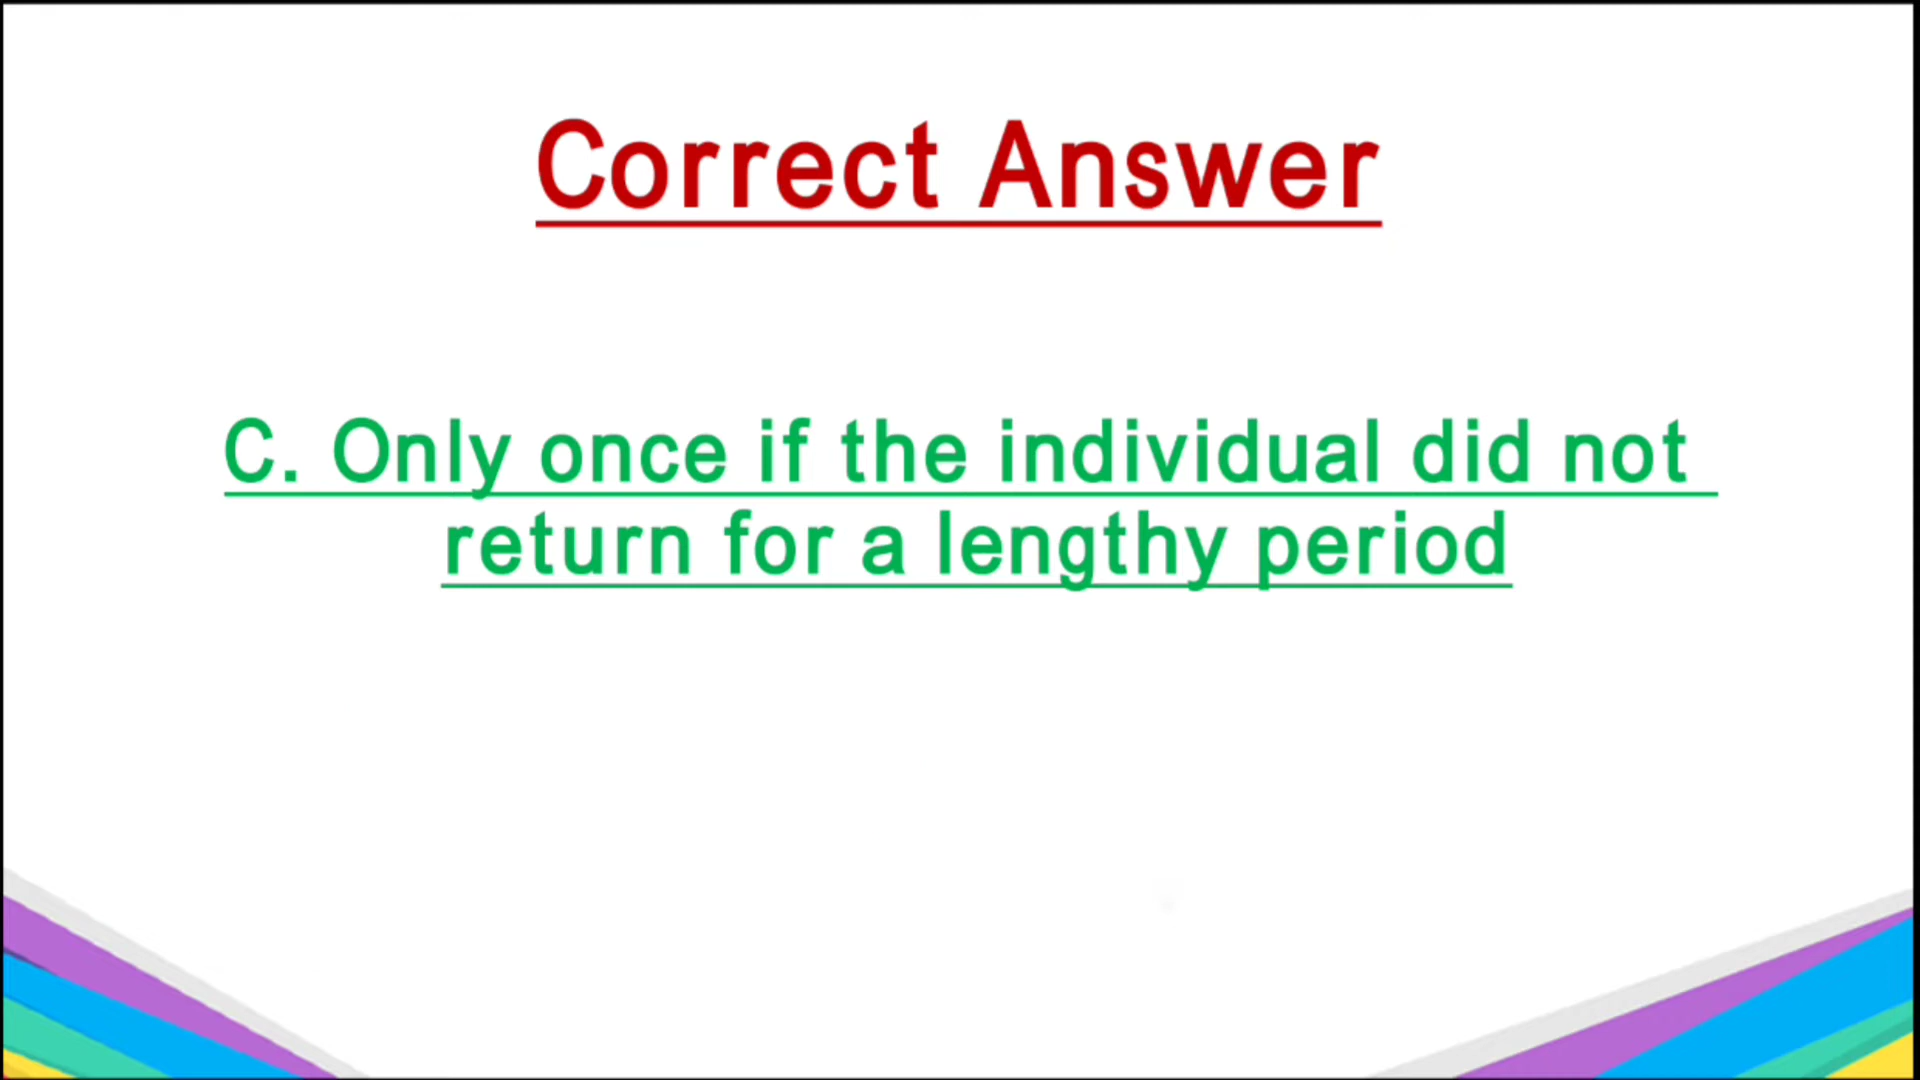 Correct Answer
C. Only once if the individual did not
return for a lengthy period